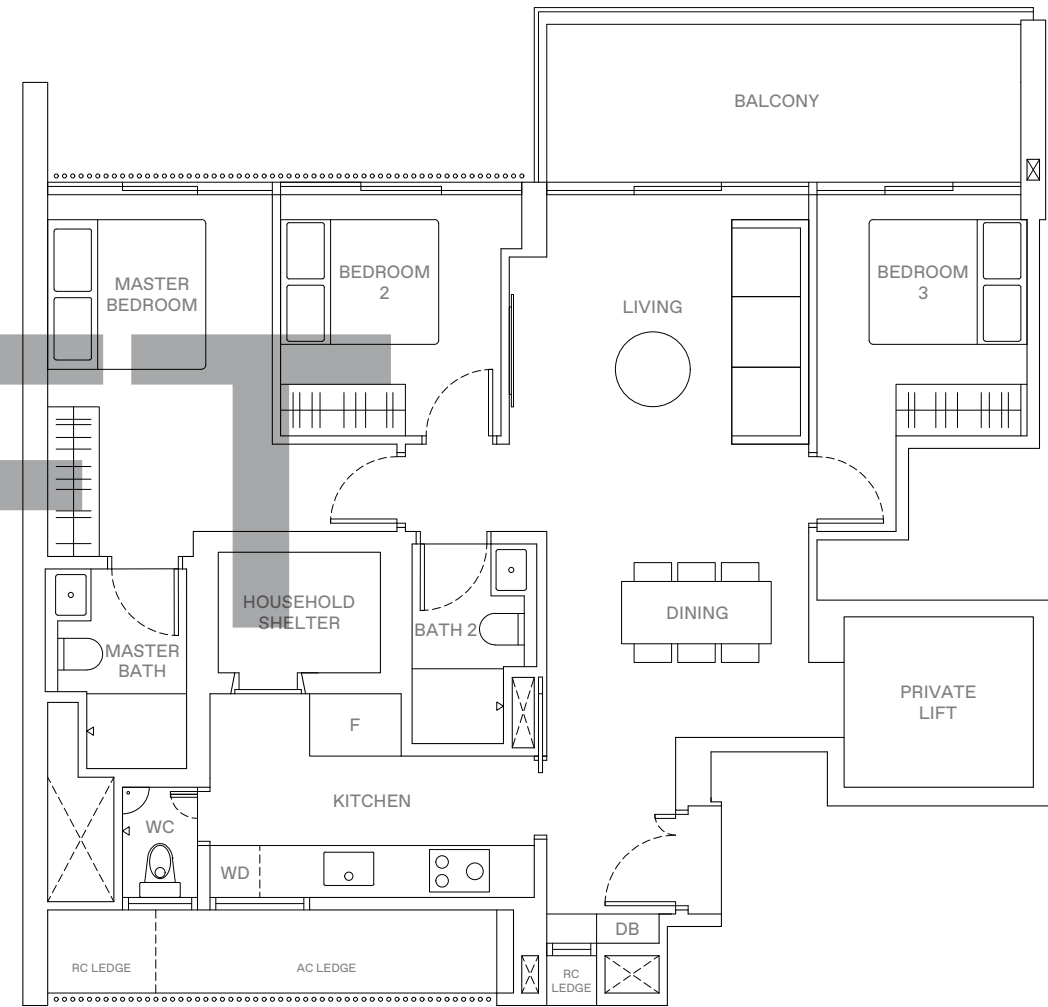 BALCONY
MASTER
BEDROOM
BEDROOM
2
LIVING
BEDROOM
3
HOUSEHOLD
SHELTER
BATH 2
DINING
MASTER
BATH
PRIVATE
LIFT
F
KITCHEN
WC
WD
DB
RC LEDGE
AC LEDGE
RC
LEDGE